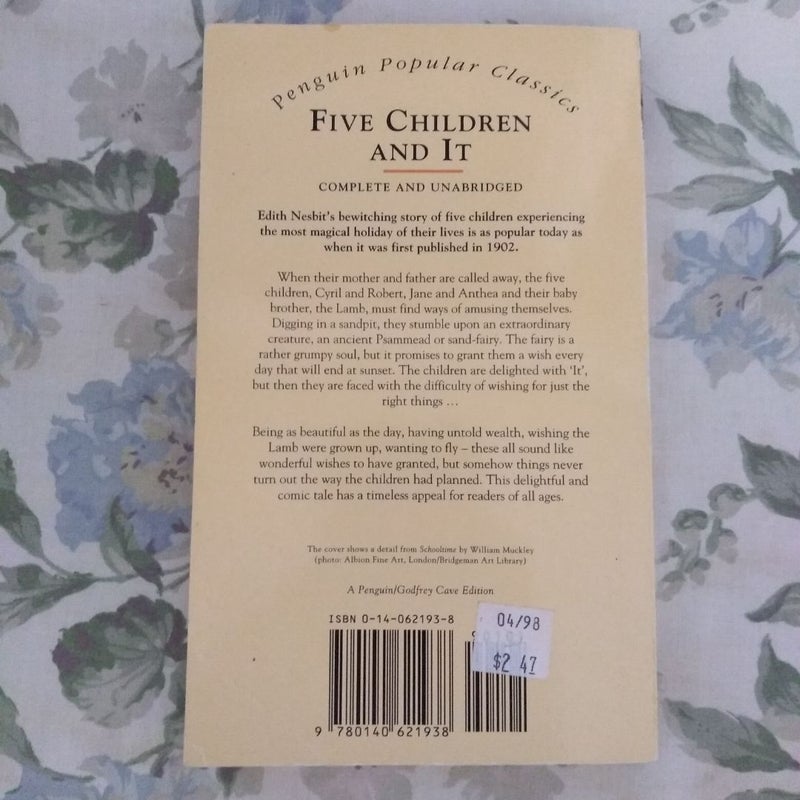 Penguin Popular Classics
FIVE CHILDREN
AND IT
COMPLETE AND UNABRIDGED
Edith Nesbit's bewitching story of five children experiencing
the most magical holiday of their lives is as popular today as
when it was first published in 1902.
When their mother and father are called away, the five
children, Cyril and Robert, Jane and Anthea and their baby
brother, the Lamb, must find ways of amusing themselves.
Digging in a sandpit, they stumble upon an extraordinary
creature, an ancient Psammead or sand-fairy. The fairy is a
rather grumpy soul, but it promises to grant them a wish every
day that will end at sunset. The children are delighted with ‘It’,
but then they are faced with the difficulty of wishing for just the
right things …
Being as beautiful as the day, having untold wealth, wishing the
Lamb were grown up, wanting to fly – these all sound like
wonderful wishes to have granted, but somehow things never
turn out the way the children had planned. This delightful and
comic tale has a timeless appeal for readers of all ages.
The cover shows a detail from Schooltime by William Muckley
(photo: Albion Fine Art, London/Bridgeman Art Library)
A Penguin/Godfrey Cave Edition
ISBN 0-14-062193-8
04/98
$2 47
9 780140 621938